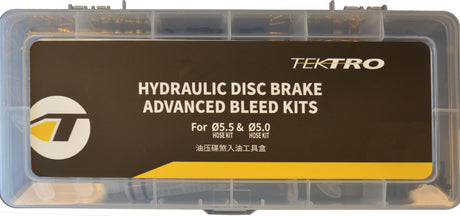 TEKTRO
HYDRAULIC DISC BRAKE
ADVANCED BLEED KITS
For Ø5.5 & Ø5.0
HOSE KIT HOSE KIT
油压碟煞入油工具盒